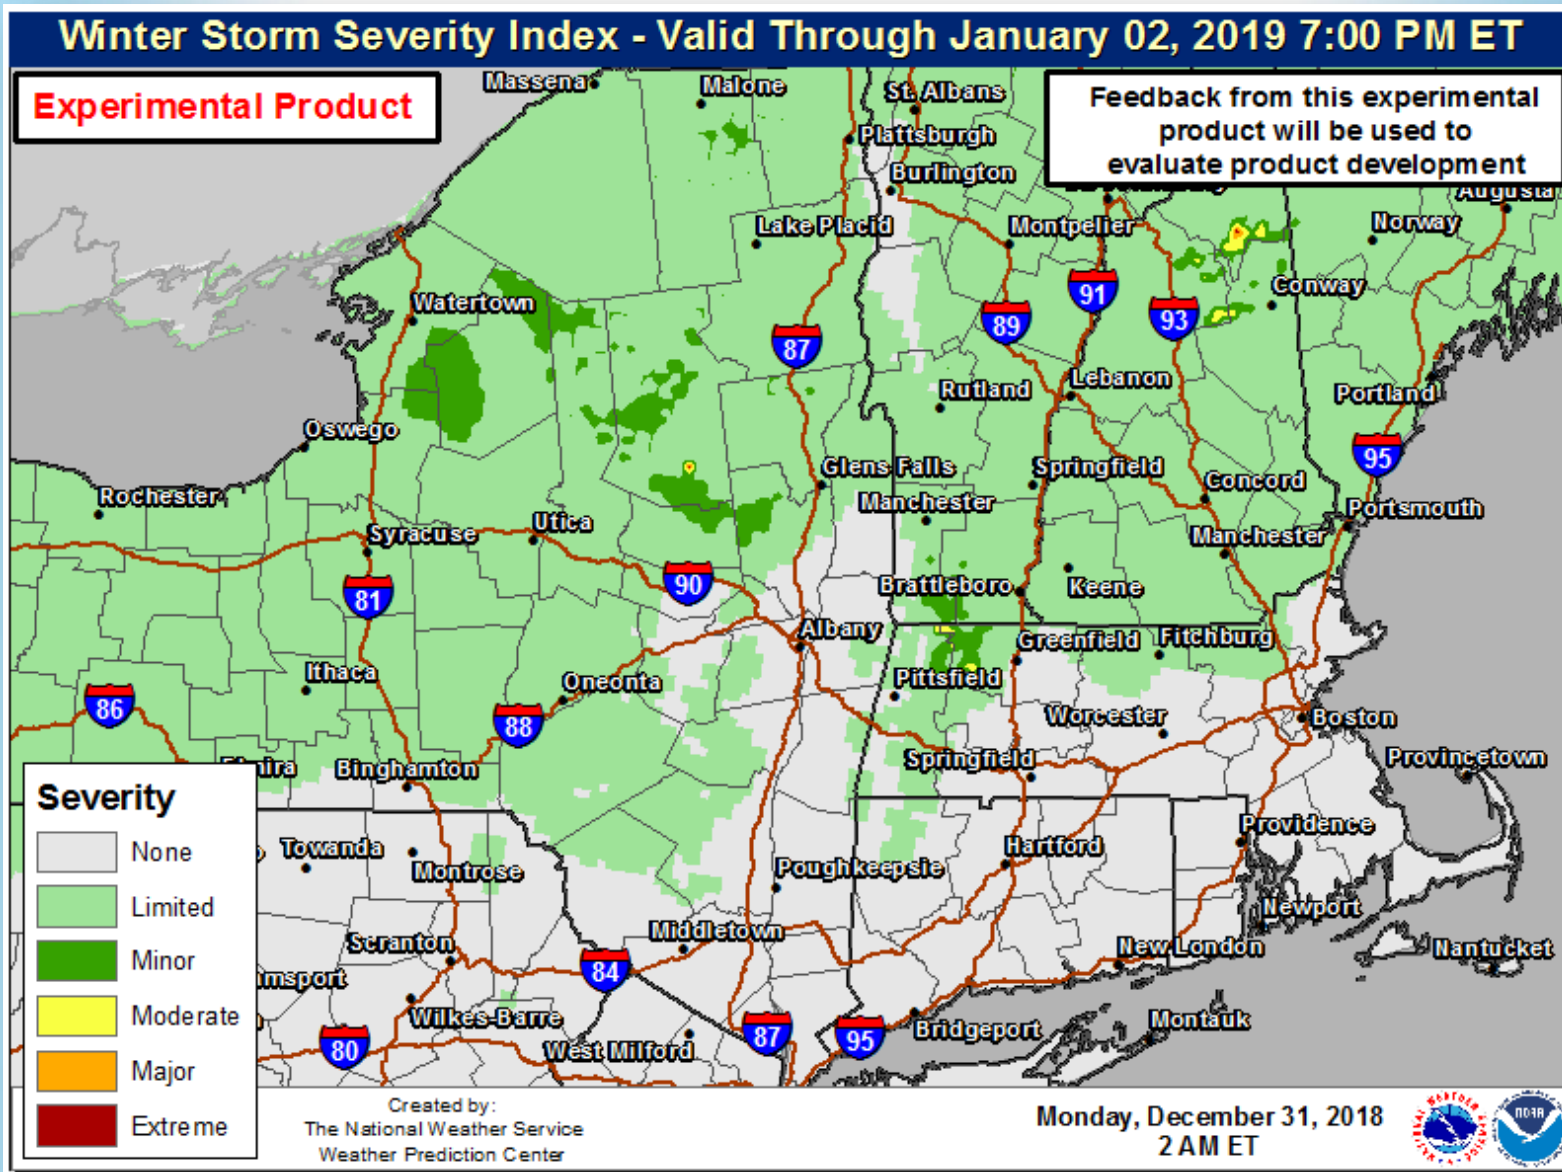 Winter Storm Severity Index - Valid Through January 02, 2019 7:00 PM ET
Experimental Product
Feedback from this experimental
product will be used to
evaluate product development
Massena
Malone
St. Albans
Plattsburgh
Burlington
Augusta
Norway
Lake Placid
Montpelier
Conway
Watertown
91
89
93
87
Rutland
Lebanon
Portland
Oswego
95
Glens Falls
Springfield
Concord
Rochester
Manchester
Portsmouth
Syracuse
Utica
Manchester
90
81
Brattleboro
Keene
Albany
Greenfield
Fitchburg
Ithaca
Oneonta
Pittsfield
86
88
Worcester
Boston
Springfield
Provincetown
Binghamton
Providence
Towanda
Montrose
Hartford
Poughkeepsie
Newport
Scranton
Middletown
New London
Nantucket
84
Wilkes-Barre
Bridgeport
Montauk
80
West Milford
87
95
Severity
None
Limited
Minor
Moderate
Major
Extreme
Created by:
The National Weather Service
Weather Prediction Center
Monday, December 31, 2018
2 AM ET
NOAA